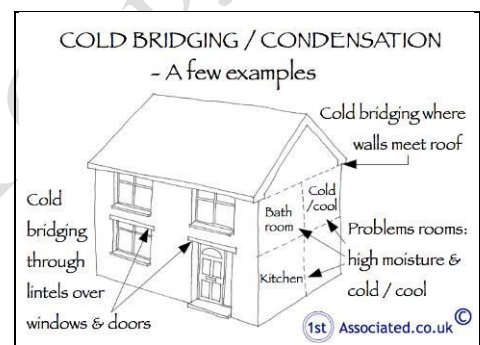 COLD BRIDGING / CONDENSATION
- A few examples
Cold bridging where
walls meet roof
Cold
/cool
Bath
room
Kitchen
Problems rooms:
high moisture &
cold / cool
Cold
bridging
through
lintels over
windows & doors
1st Associated.co.uk ©